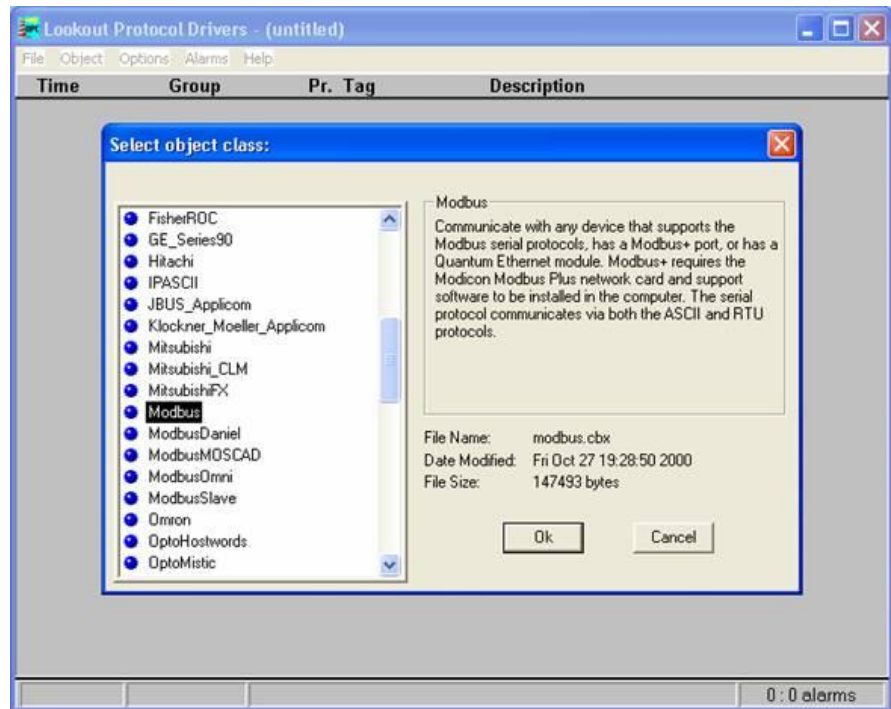 Lookout Protocol Drivers - (untitled)
File Object Options Alarms Help
Time Group Pr. Tag Description
Select object class:
FisherROC
GE_Series90
Hitachi
IPASCII
JBUS_Applicom
Klockner_Moeller_Applicom
Mitsubishi
Mitsubishi_CLM
MitsubishiFX
Modbus
ModbusDaniel
ModbusMOSCAD
ModbusOmni
ModbusSlave
Omron
OptoHostwords
OptoMistic
Modbus
Communicate with any device that supports the
Modbus serial protocols, has a Modbus+ port, or has a
Quantum Ethernet module. Modbus+ requires the
Modicon Modbus Plus network card and support
software to be installed in the computer. The serial
protocol communicates via both the ASCII and RTU
protocols.
File Name: modbus.cbx
Date Modified: Fri Oct 27 19:28:50 2000
File Size: 147493 bytes
Ok Cancel
0 : 0 alarms